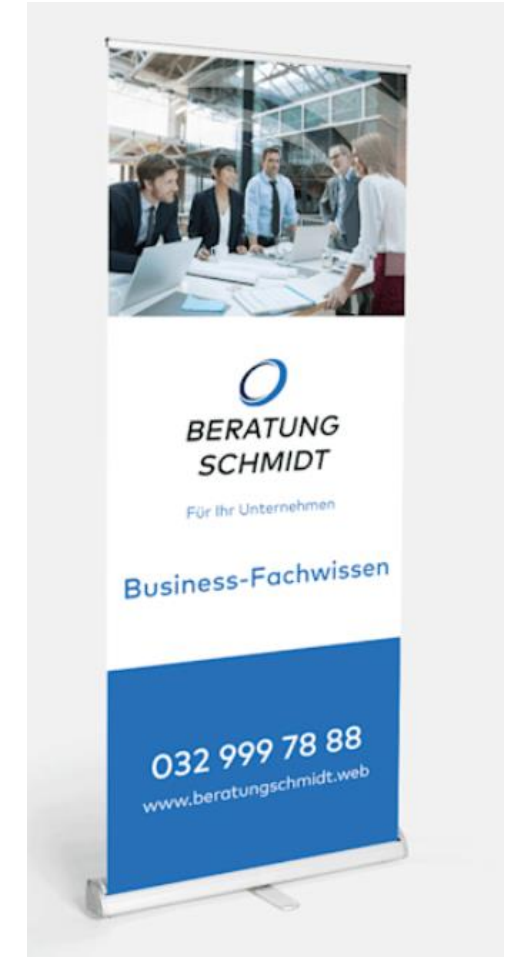 BERATUNG
SCHMIDT
Für Ihr Unternehmen
Business-Fachwissen
032 999 78 88
www.beratungschmidt.web